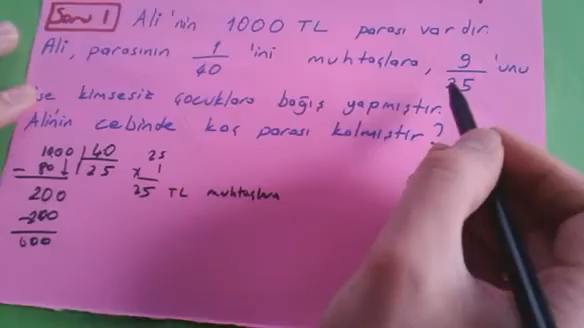 Soru 1 Ali'nin 1000 TL parası vardır.
Ali, parasının 1/40 'ini muhtaçlara, 9/25 'unu
ise kimsesiz çocuklara bağış yapmıştır.
Ali'nin cebinde kaç parası kalmıştır?
1000 | 40
- 80 25
200
-200
000
25
x 1
25 TL muhtaçlara